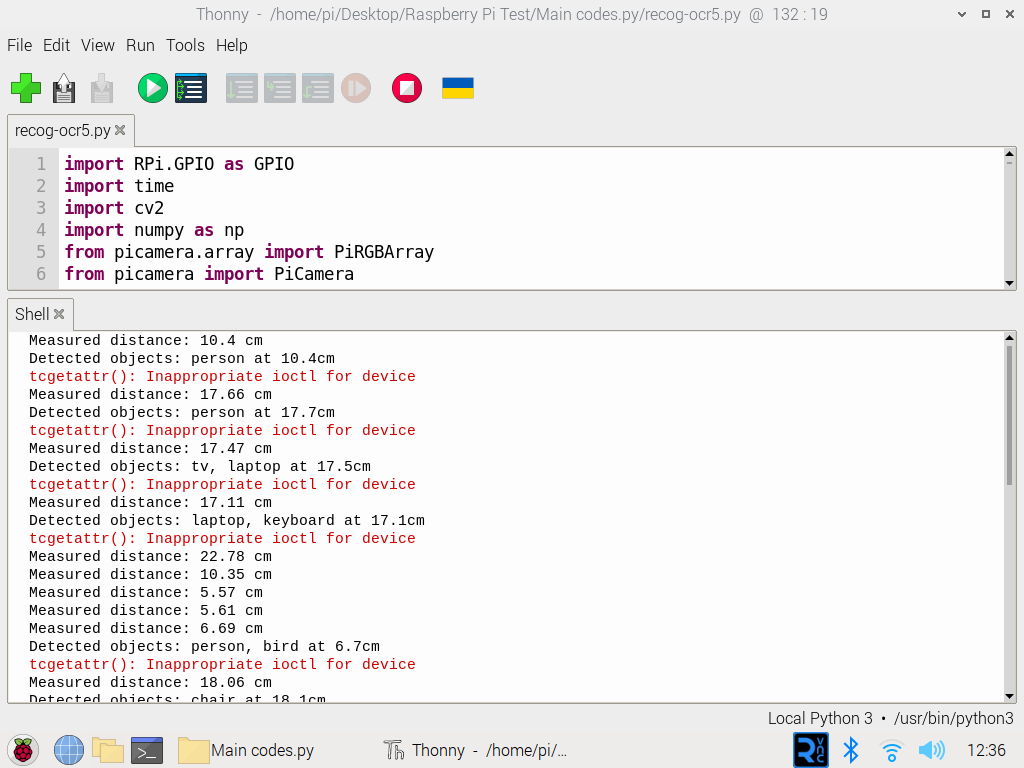 Thonny - /home/pi/Desktop/Raspberry Pi Test/Main codes.py/recog-ocr5.py @ 132 : 19
File Edit View Run Tools Help
recog-ocr5.py
1 import RPi.GPIO as GPIO
2 import time
3 import cv2
4 import numpy as np
5 from picamera.array import PiRGBArray
6 from picamera import PiCamera
Shell
Measured distance: 10.4 cm
Detected objects: person at 10.4cm
tcgetattr(): Inappropriate ioctl for device
Measured distance: 17.66 cm
Detected objects: person at 17.7cm
tcgetattr(): Inappropriate ioctl for device
Measured distance: 17.47 cm
Detected objects: tv, laptop at 17.5cm
tcgetattr(): Inappropriate ioctl for device
Measured distance: 17.11 cm
Detected objects: laptop, keyboard at 17.1cm
tcgetattr(): Inappropriate ioctl for device
Measured distance: 22.78 cm
Measured distance: 10.35 cm
Measured distance: 5.57 cm
Measured distance: 5.61 cm
Measured distance: 6.69 cm
Detected objects: person, bird at 6.7cm
tcgetattr(): Inappropriate ioctl for device
Measured distance: 18.06 cm
Detected objects: chair at 18.1cm
Local Python 3 • /usr/bin/python3
Main codes.py
Thonny - /home/pi/...
12:36